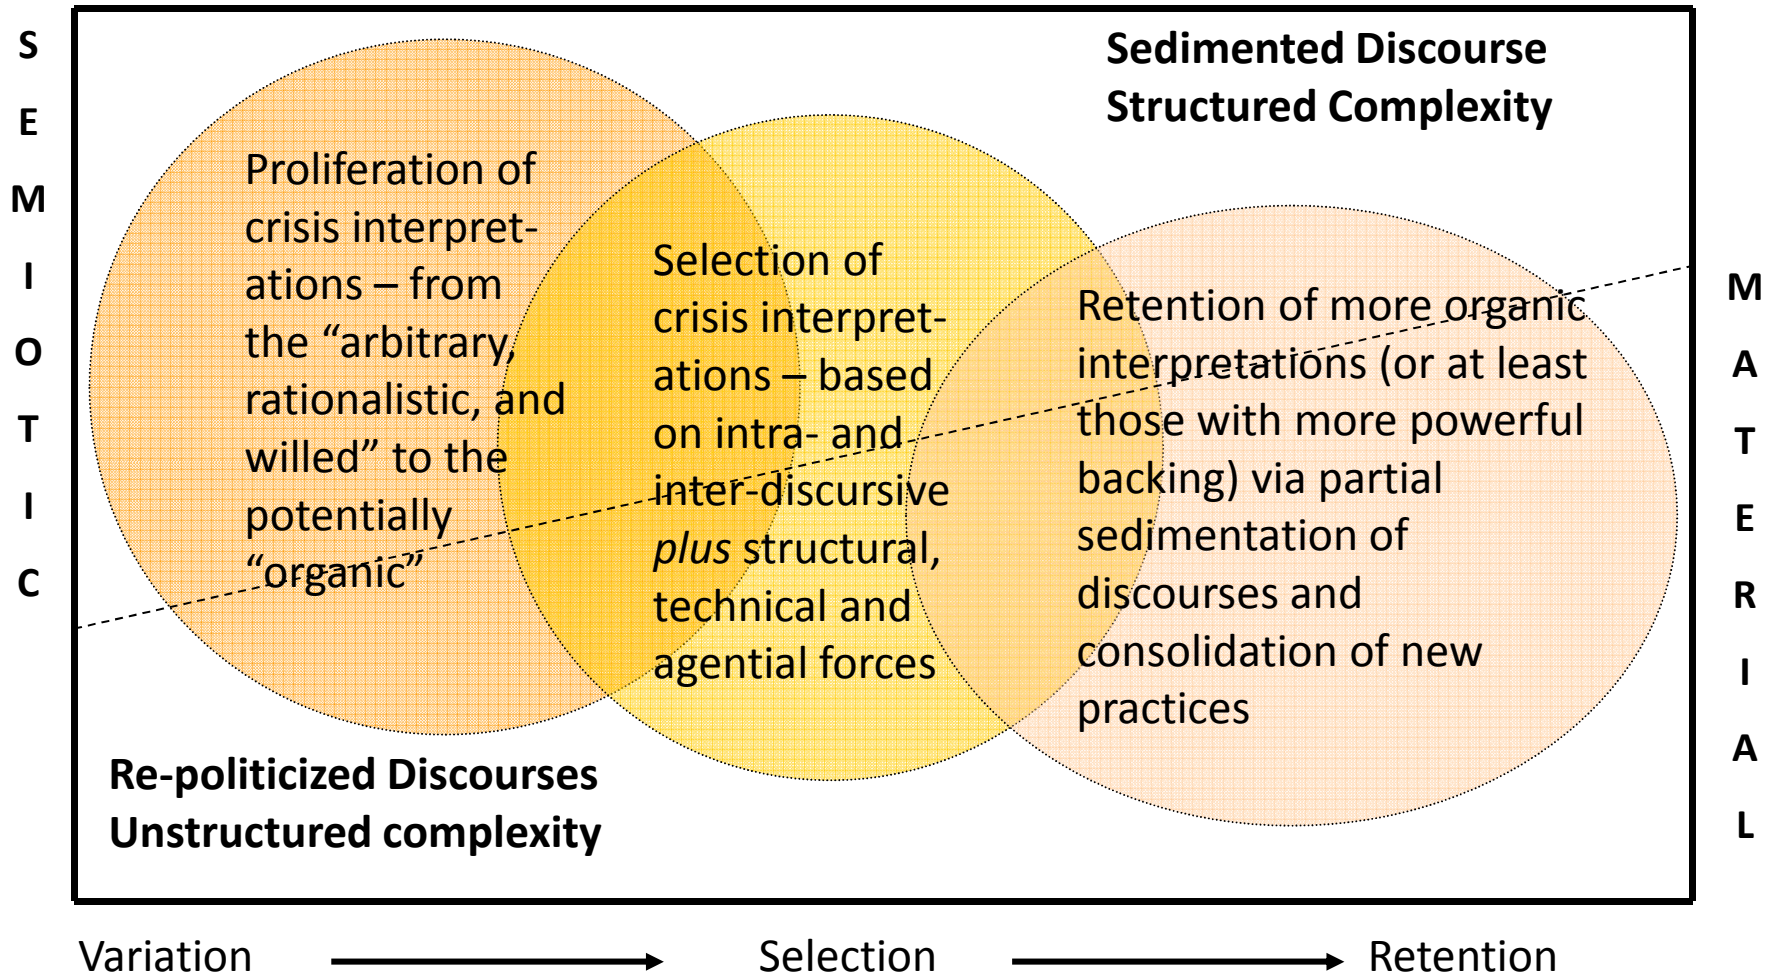 SEMIOTIC
Sedimented Discourse
Structured Complexity
Proliferation of
crisis interpret-
ations – from
the “arbitrary,
rationalistic, and
willed” to the
potentially
“organic”
Selection of
crisis interpret-
ations – based
on intra- and
inter-discursive
plus structural,
technical and
agential forces
Retention of more organic
interpretations (or at least
those with more powerful
backing) via partial
sedimentation of
discourses and
consolidation of new
practices
MATERIAL
Re-politicized Discourses
Unstructured complexity
Variation Selection Retention